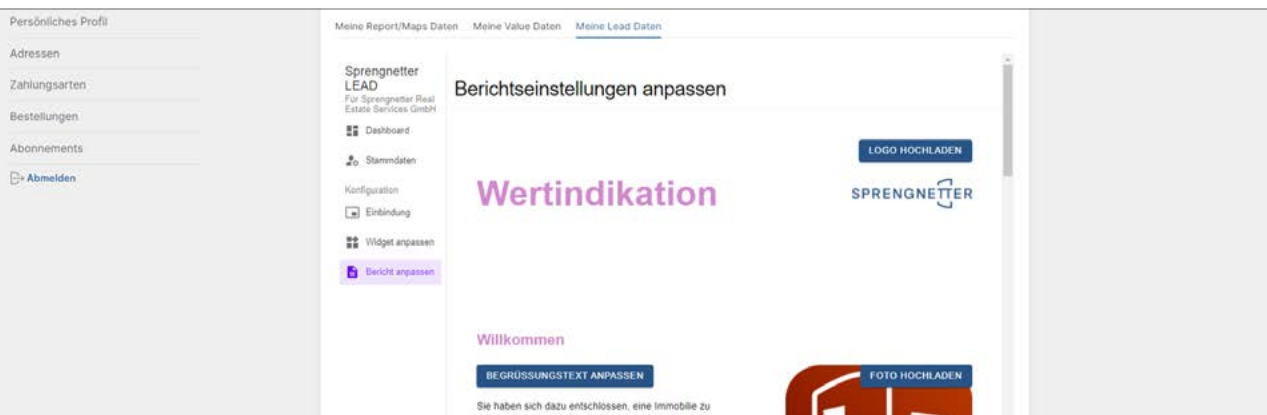 Persönliches Profil
Adressen
Zahlungsarten
Bestellungen
Abonnements
Abmelden
Meine Report/Maps Daten Meine Value Daten Meine Lead Daten
Sprengnetter
LEAD
Für Sprengnetter Real
Estate Services GmbH
Dashboard
Stammdaten
Konfiguration
Einbindung
Widget anpassen
Bericht anpassen
Berichtseinstellungen anpassen
LOGO HOCHLADEN
Wertindikation
SPRENGNETTER
Willkommen
BEGRÜSSUNGSTEXT ANPASSEN
FOTO HOCHLADEN
Sie haben sich dazu entschlossen, eine Immobilie zu